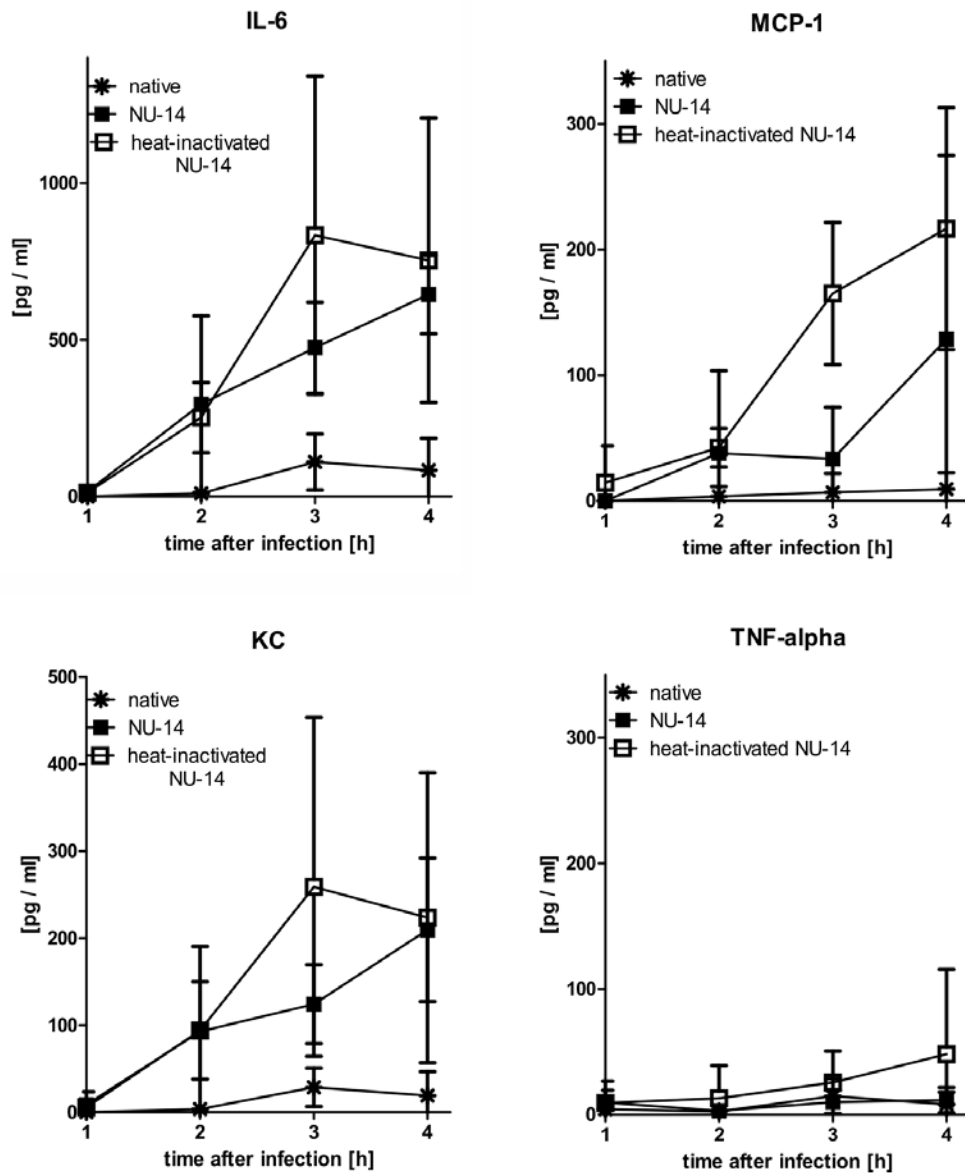 IL-6
native
NU-14
heat-inactivated
NU-14
1000
500
0
[pg / ml]
1 2 3 4
time after infection [h]
MCP-1
native
NU-14
heat-inactivated NU-14
300
200
100
0
[pg / ml]
1 2 3 4
time after infection [h]
KC
native
NU-14
heat-inactivated
NU-14
500
400
300
200
100
0
[pg / ml]
1 2 3 4
time after infection [h]
TNF-alpha
native
NU-14
heat-inactivated NU-14
300
200
100
0
[pg / ml]
1 2 3 4
time after infection [h]